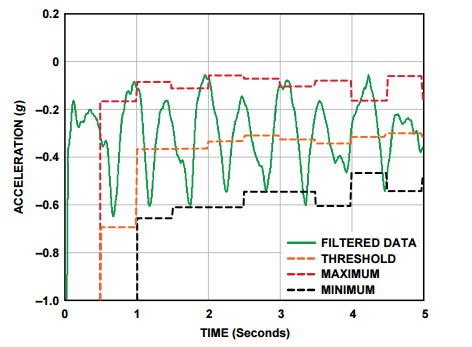 0.2
0
–0.2
–0.4
–0.6
–0.8
–1.0
ACCELERATION (g)
0 1 2 3 4 5
TIME (Seconds)
FILTERED DATA
THRESHOLD
MAXIMUM
MINIMUM